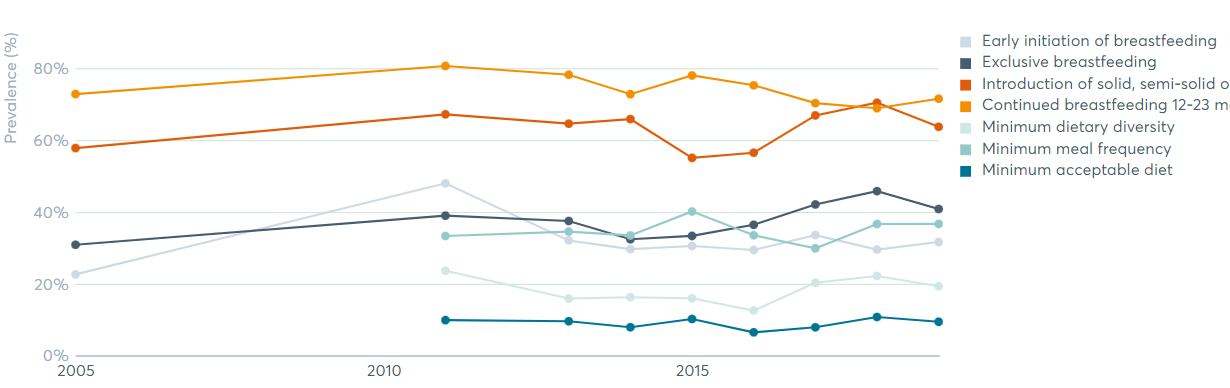 Prevalence (%)
80%
60%
40%
20%
0%
2005
2010
2015
Early initiation of breastfeeding
Exclusive breastfeeding
Introduction of solid, semi-solid o
Continued breastfeeding 12-23 m
Minimum dietary diversity
Minimum meal frequency
Minimum acceptable diet